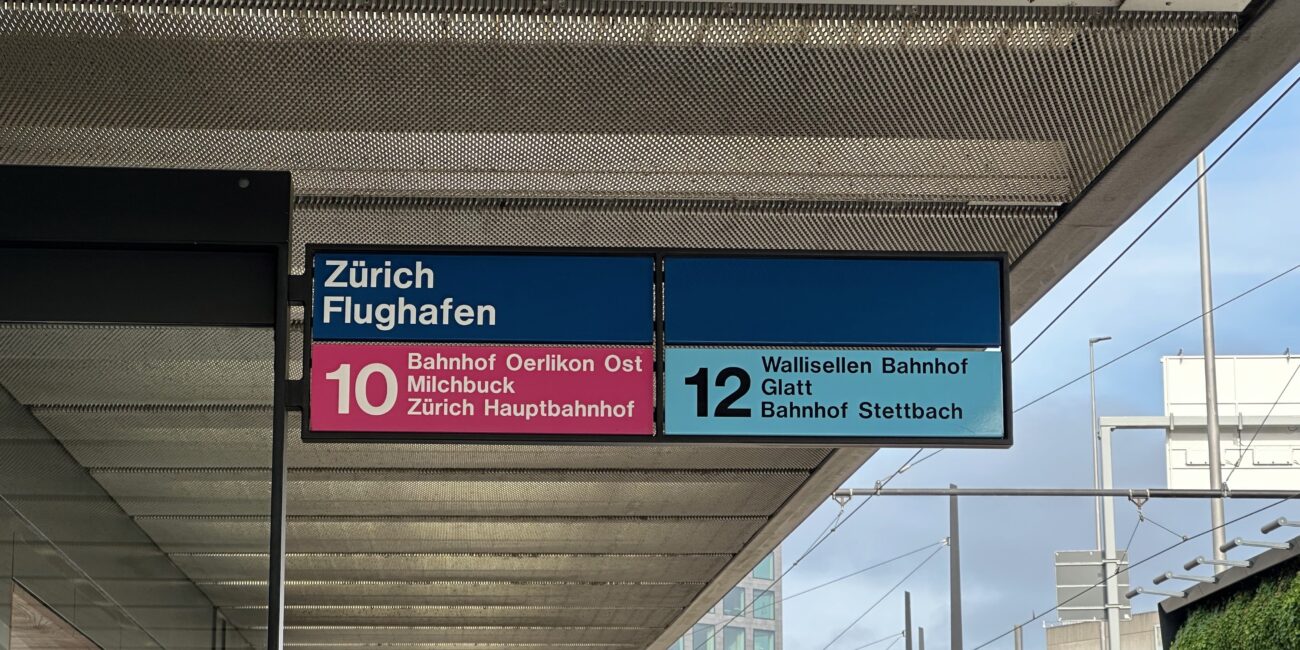 Zürich
Flughafen
10
Bahnhof Oerlikon Ost
Milchbuck
Zürich Hauptbahnhof
12
Wallisellen Bahnhof
Glatt
Bahnhof Stettbach